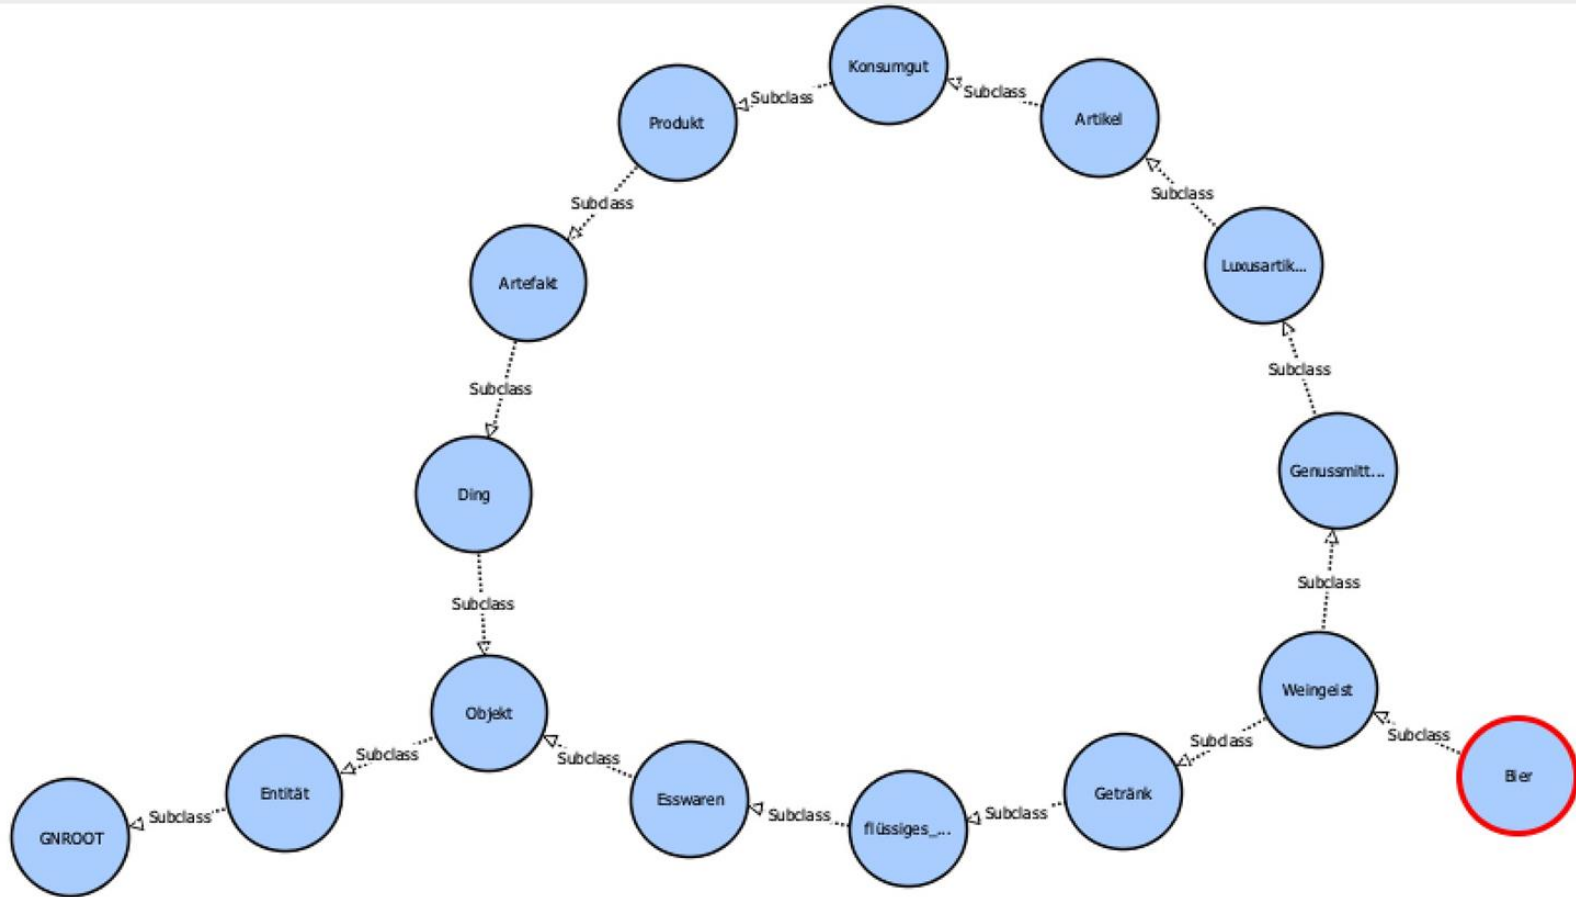 Konsumgut
Subclass
Subclass
Produkt
Artikel
Subclass
Subclass
Artefakt
Luxusartik...
Subclass
Subclass
Ding
Genussmitt...
Subclass
Subclass
Objekt
Weingeist
Subclass
Subclass
Subclass
Subclass
Bier
Entität
Esswaren
Getränk
Subclass
Subclass
Subclass
GNROOT
flüssiges_...